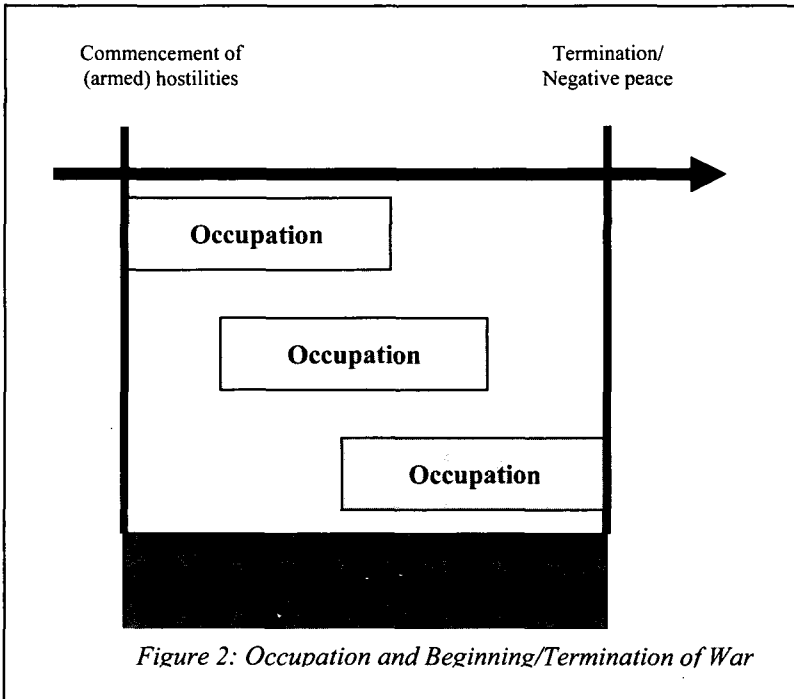 Commencement of
(armed) hostilities
Termination/
Negative peace
Occupation
Occupation
Occupation
Figure 2: Occupation and Beginning/Termination of War